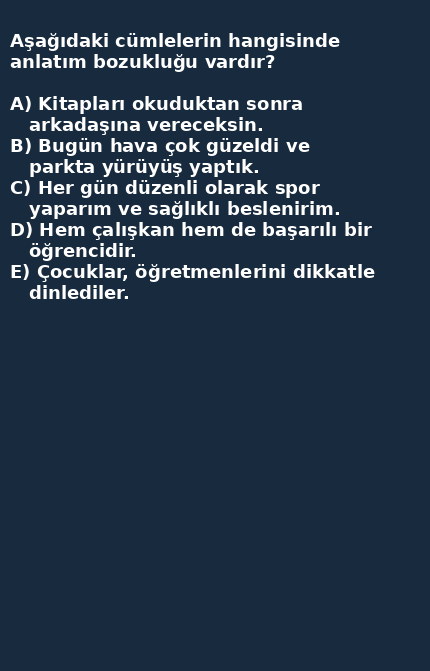 Aşağıdaki cümlelerin hangisinde
anlatım bozukluğu vardır?
A) Kitapları okuduktan sonra
arkadaşına vereceksin.
B) Bugün hava çok güzeldi ve
parkta yürüyüş yaptık.
C) Her gün düzenli olarak spor
yaparım ve sağlıklı beslenirim.
D) Hem çalışkan hem de başarılı bir
öğrencidir.
E) Çocuklar, öğretmenlerini dikkatle
dinlediler.